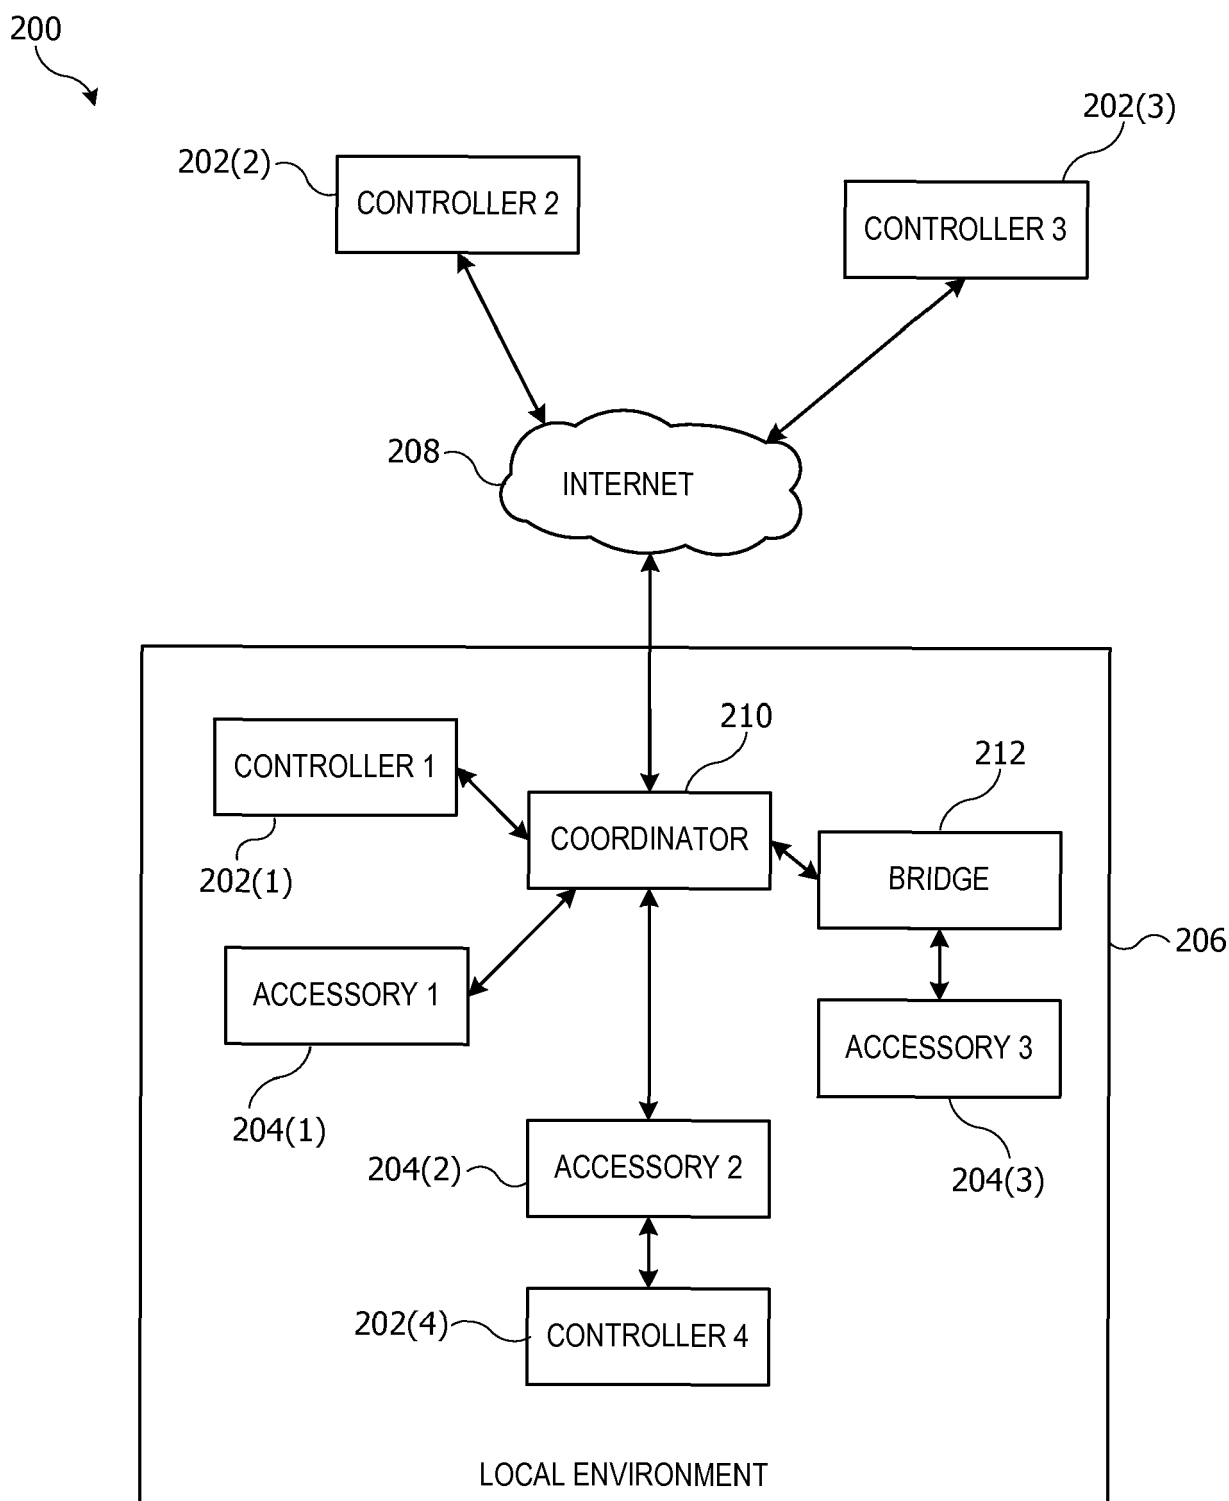 200
202(3)
202(2)
CONTROLLER 2
CONTROLLER 3
208
INTERNET
210
CONTROLLER 1
212
COORDINATOR
BRIDGE
202(1)
206
ACCESSORY 1
ACCESSORY 3
204(1)
204(2)
ACCESSORY 2
204(3)
202(4)
CONTROLLER 4
LOCAL ENVIRONMENT